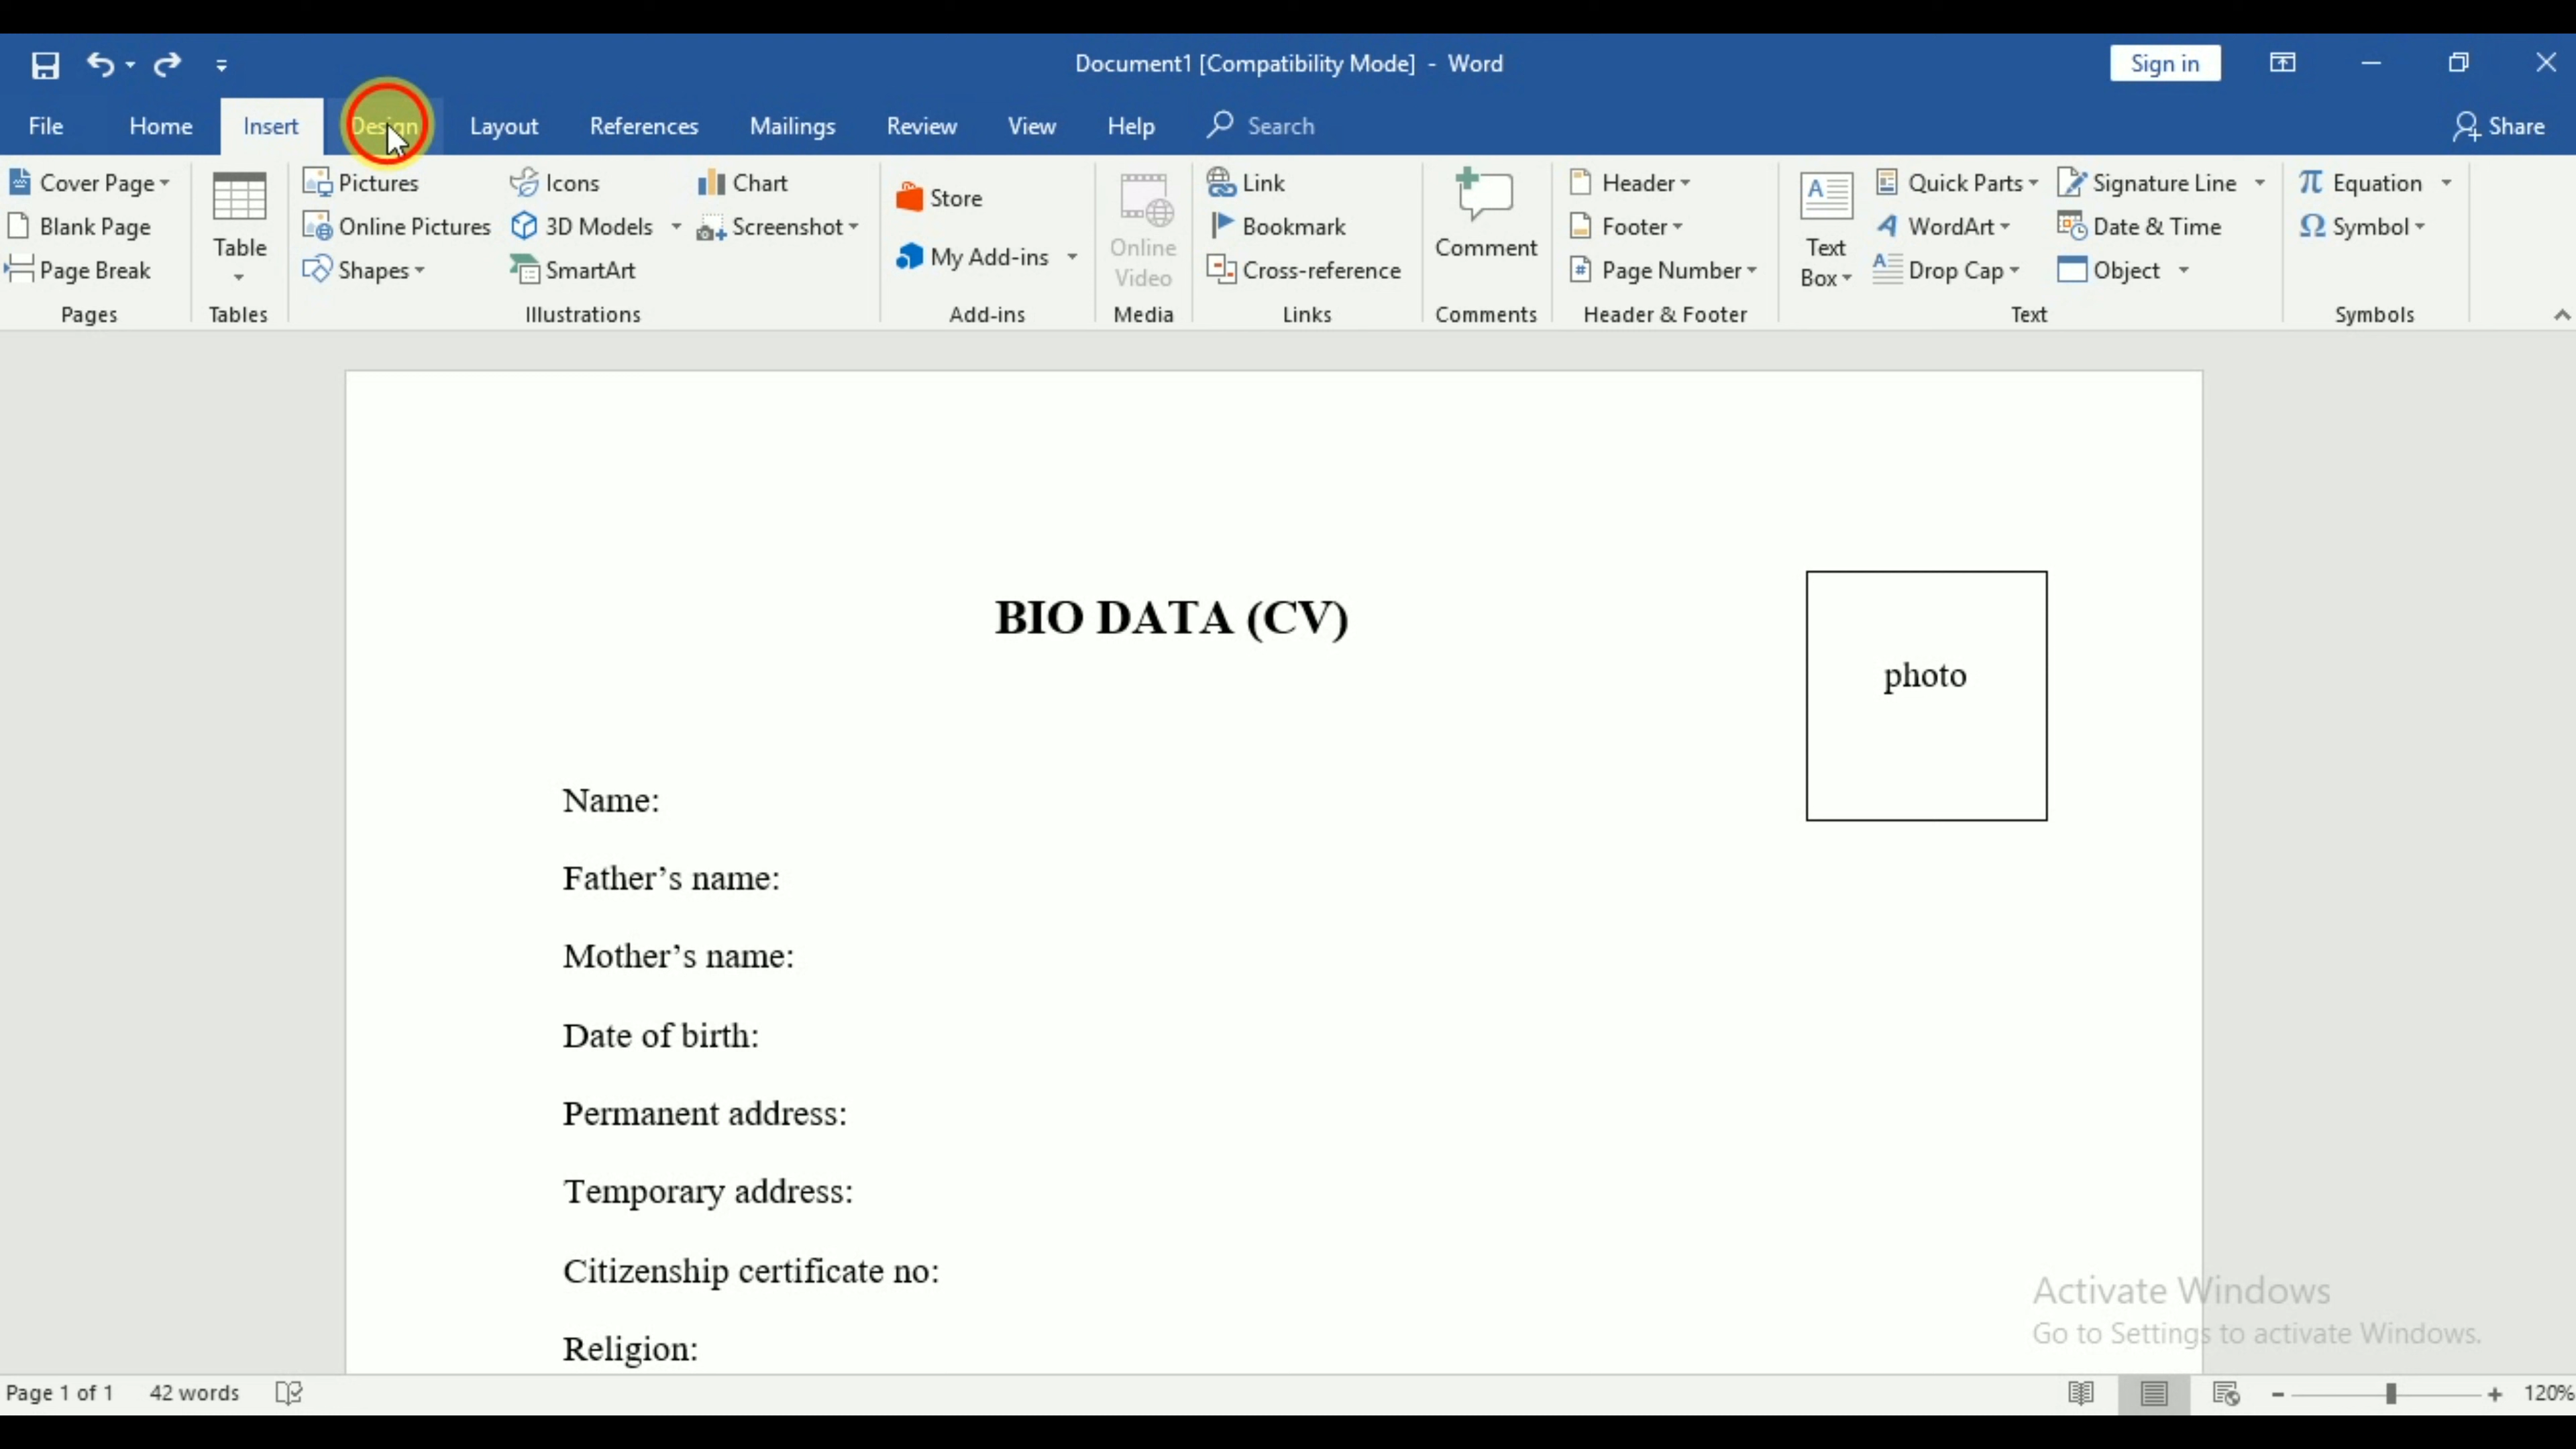 Document1 [Compatibility Mode] - Word
Sign in
File Home Insert Design Layout References Mailings Review View Help Search Share
Cover Page
Blank Page
Page Break
Pages
Table
Tables
Pictures
Online Pictures
Shapes
Icons
3D Models
SmartArt
Chart
Screenshot
Illustrations
Store
My Add-ins
Add-ins
Online
Video
Media
Link
Bookmark
Cross-reference
Links
Comment
Comments
Header
Footer
Page Number
Header & Footer
Text
Box
Quick Parts
WordArt
Drop Cap
Signature Line
Date & Time
Object
Text
Equation
Symbol
Symbols
BIO DATA (CV)
photo
Name:
Father’s name:
Mother’s name:
Date of birth:
Permanent address:
Temporary address:
Citizenship certificate no:
Religion:
Activate Windows
Go to Settings to activate Windows.
Page 1 of 1 42 words 120%